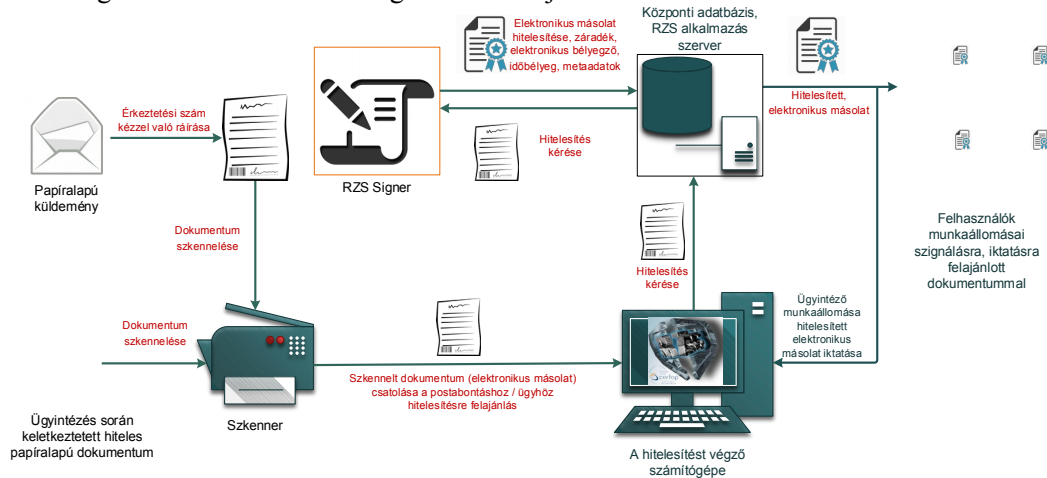 Központi adatbázis,
RZS alkalmazás
szerver
Elektronikus másolat
hitelesítése, záradék,
elektronikus bélyegző,
időbélyeg, metaadatok
Érkeztetési szám
kézzel való ráírása
Hitelesített,
elektronikus másolat
Hitelesítés
kérése
Papíralapú
küldemény
RZS Signer
Dokumentum
szkennelése
Hitelesítés
kérése
Felhasználók
munkaállomásai
szignálásra, iktatásra
felajánlott
dokumentummal
Dokumentum
szkennelése
Ügyintéző
munkaállomása
hitelesített
elektronikus
másolat iktatása
Szkennelt dokumentum (elektronikus másolat)
csatolása a postabontáshoz / ügyhöz
hitelesítésre felajánlás
Ügyintézés során
keletkeztetett hiteles
papíralapú dokumentum
Szkenner
A hitelesítést végző
számítógépe